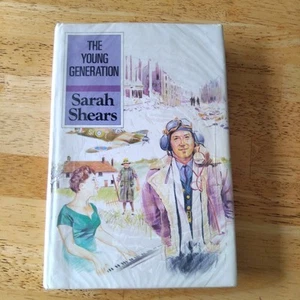 THE
YOUNG
GENERATION
Sarah
Shears